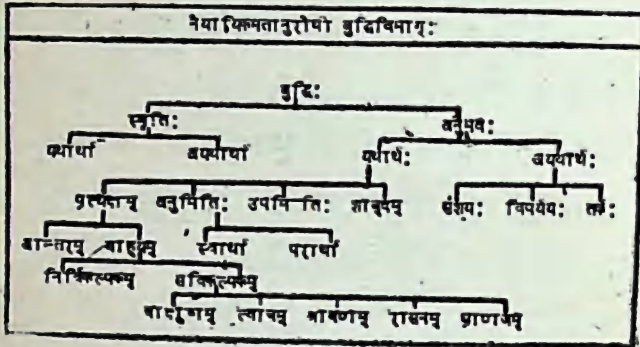 नैयायिकमतानुरोधी बुद्धिविभागः
बुद्धिः
स्मृतिः अनुभवः
यथार्था अयथार्था यथार्थः अयथार्थः
प्रत्यक्षम् अनुमितिः उपमितिः शाब्दम् संशयः विपर्ययः तर्कः
आन्तरम् बाह्यम् स्वार्था परार्था
निर्विकल्पकम् सविकल्पकम्
चाक्षुषम् त्वाचम् श्रावणम् रासनम् घ्राणजम्